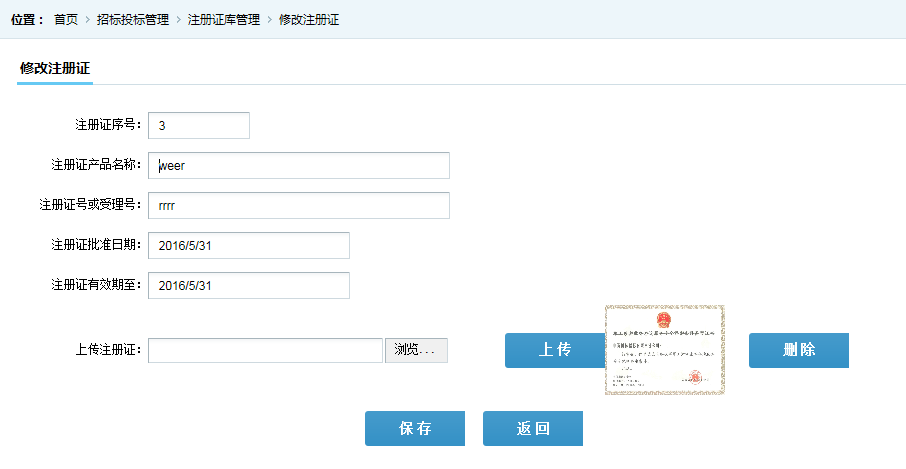 位置： 首页 > 招标投标管理 > 注册证库管理 > 修改注册证
修改注册证
注册证序号： 3
注册证产品名称： weer
注册证号或受理号： rrrr
注册证批准日期： 2016/5/31
注册证有效期至： 2016/5/31
上传注册证： 浏览... 上传 删除
保存 返回